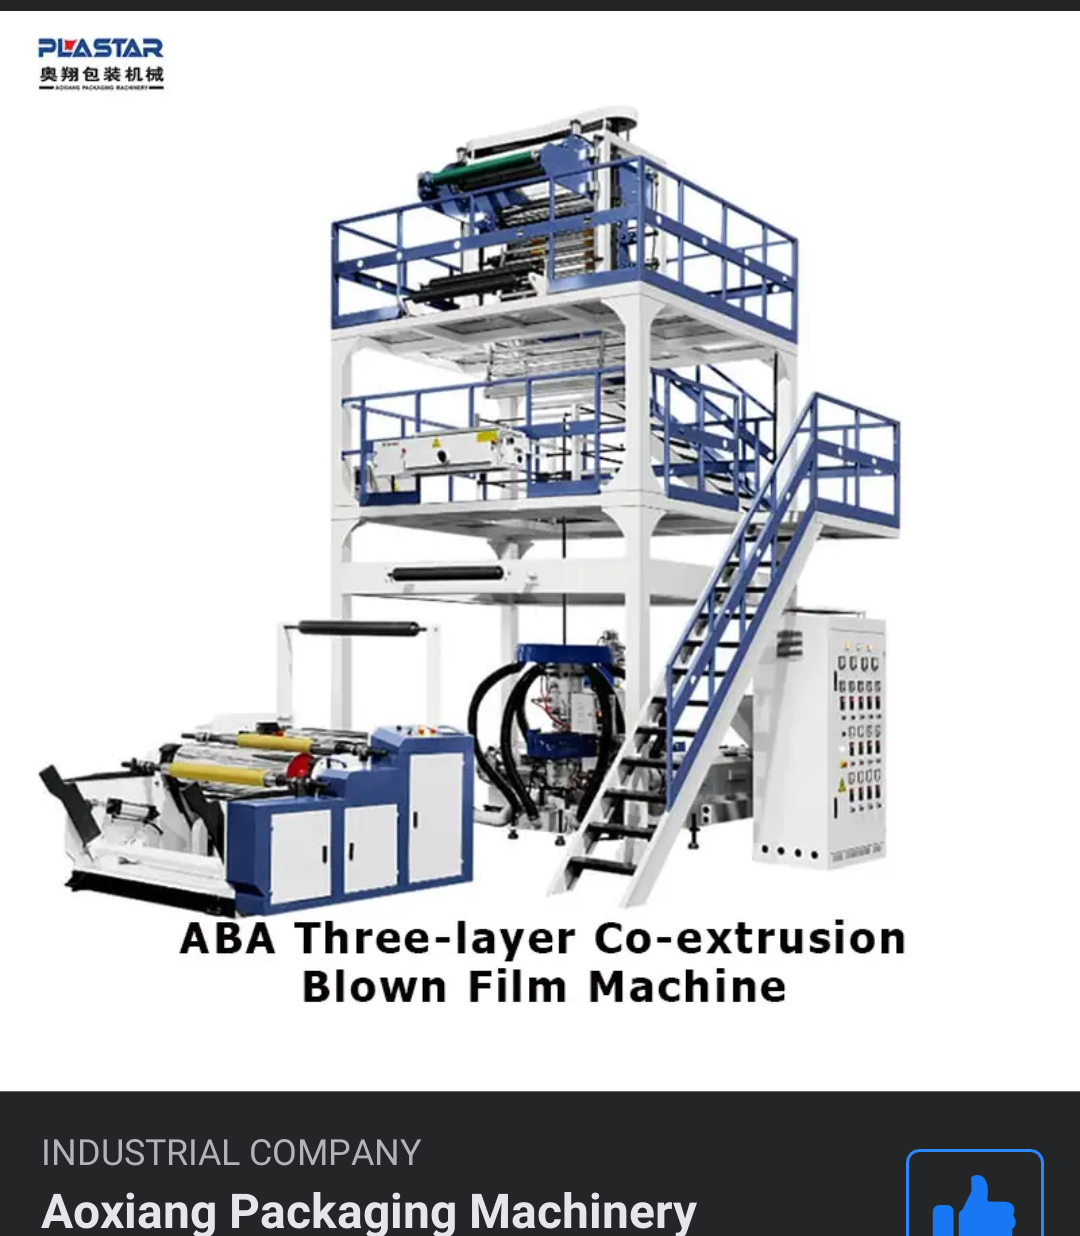 PLASTAR
奥翔包装机械
AOXIANG PACKAGING MACHINERY
ABA Three-layer Co-extrusion
Blown Film Machine
INDUSTRIAL COMPANY
Aoxiang Packaging Machinery